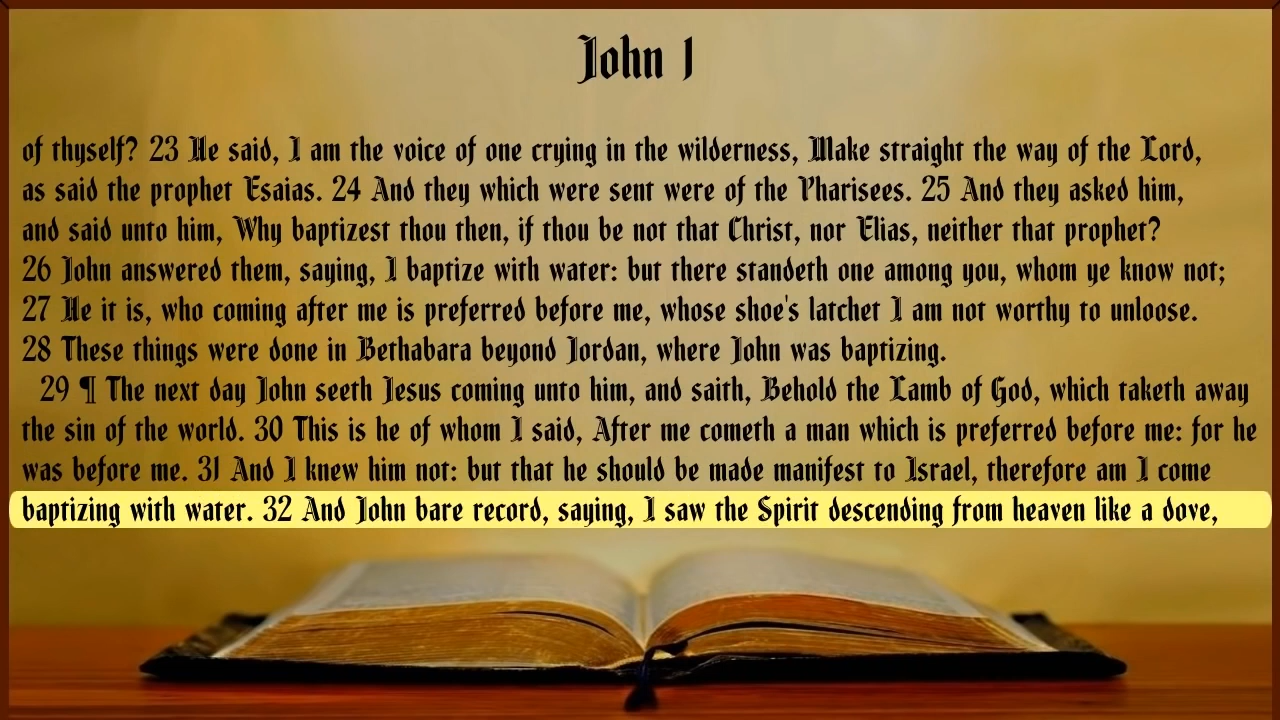 John 1
of thyself? 23 He said, I am the voice of one crying in the wilderness, Make straight the way of the Lord,
as said the prophet Esaias. 24 And they which were sent were of the Pharisees. 25 And they asked him,
and said unto him, Why baptizest thou then, if thou be not that Christ, nor Elias, neither that prophet?
26 John answered them, saying, I baptize with water: but there standeth one among you, whom ye know not;
27 He it is, who coming after me is preferred before me, whose shoe's latchet I am not worthy to unloose.
28 These things were done in Bethabara beyond Jordan, where John was baptizing.
29 ¶ The next day John seeth Jesus coming unto him, and saith, Behold the Lamb of God, which taketh away
the sin of the world. 30 This is he of whom I said, After me cometh a man which is preferred before me: for he
was before me. 31 And I knew him not: but that he should be made manifest to Israel, therefore am I come
baptizing with water. 32 And John bare record, saying, I saw the Spirit descending from heaven like a dove,